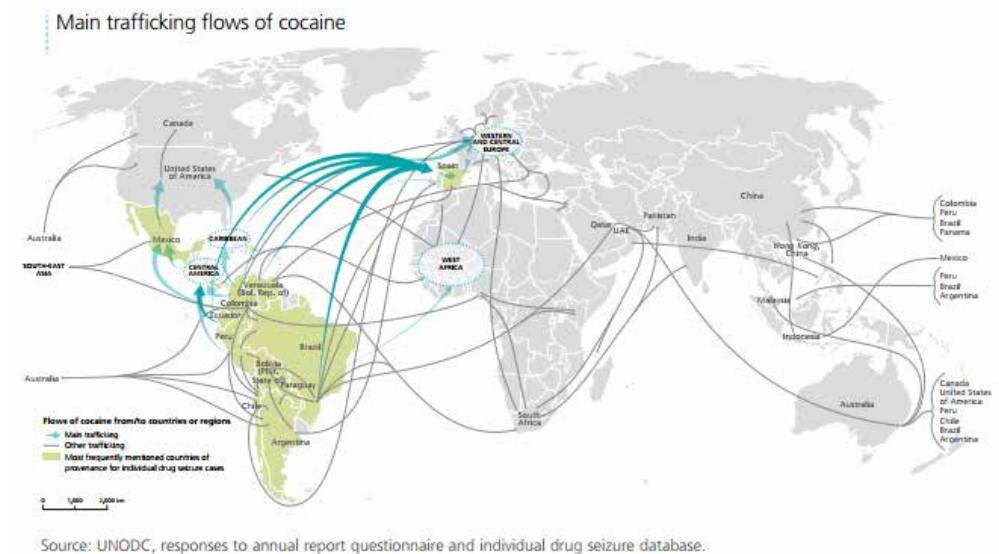 Main trafficking flows of cocaine
Canada
United States
of America
Australia
SOUTH-EAST
ASIA
Mexico
CARIBBEAN
CENTRAL
AMERICA
Venezuela
(Bol. Rep. of)
Colombia
Ecuador
Peru
Brazil
Bolivia
(Plur.
State of)
Paraguay
Chile
Argentina
Australia
WESTERN
AND CENTRAL
EUROPE
Spain
WEST
AFRICA
South
Africa
Qatar
UAE
Pakistan
India
China
Hong Kong,
China
Malaysia
Indonesia
Australia
Colombia
Peru
Brazil
Panama
Mexico
Peru
Brazil
Argentina
Canada
United States
of America
Peru
Chile
Brazil
Argentina
Flows of cocaine from/to countries or regions
Main trafficking
Other trafficking
Most frequently mentioned countries of
provenance for individual drug seizure cases
0 1,000 2,000 km
Source: UNODC, responses to annual report questionnaire and individual drug seizure database.